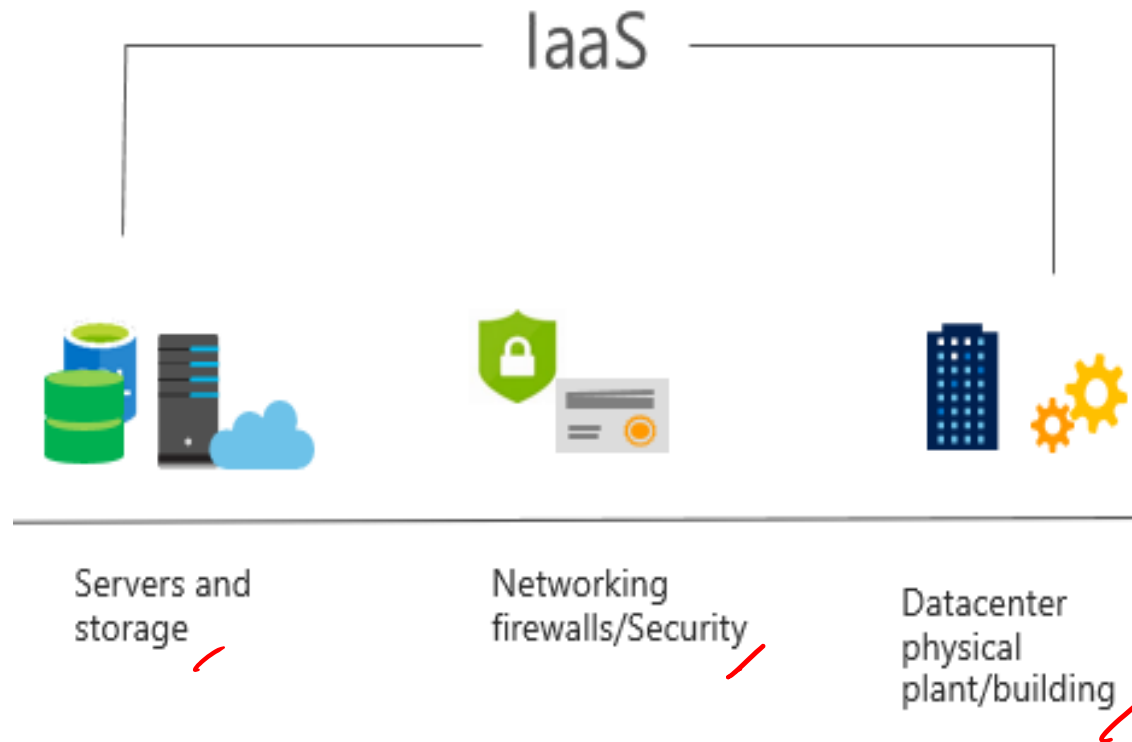 IaaS
Servers and
storage
Networking
firewalls/Security
Datacenter
physical
plant/building